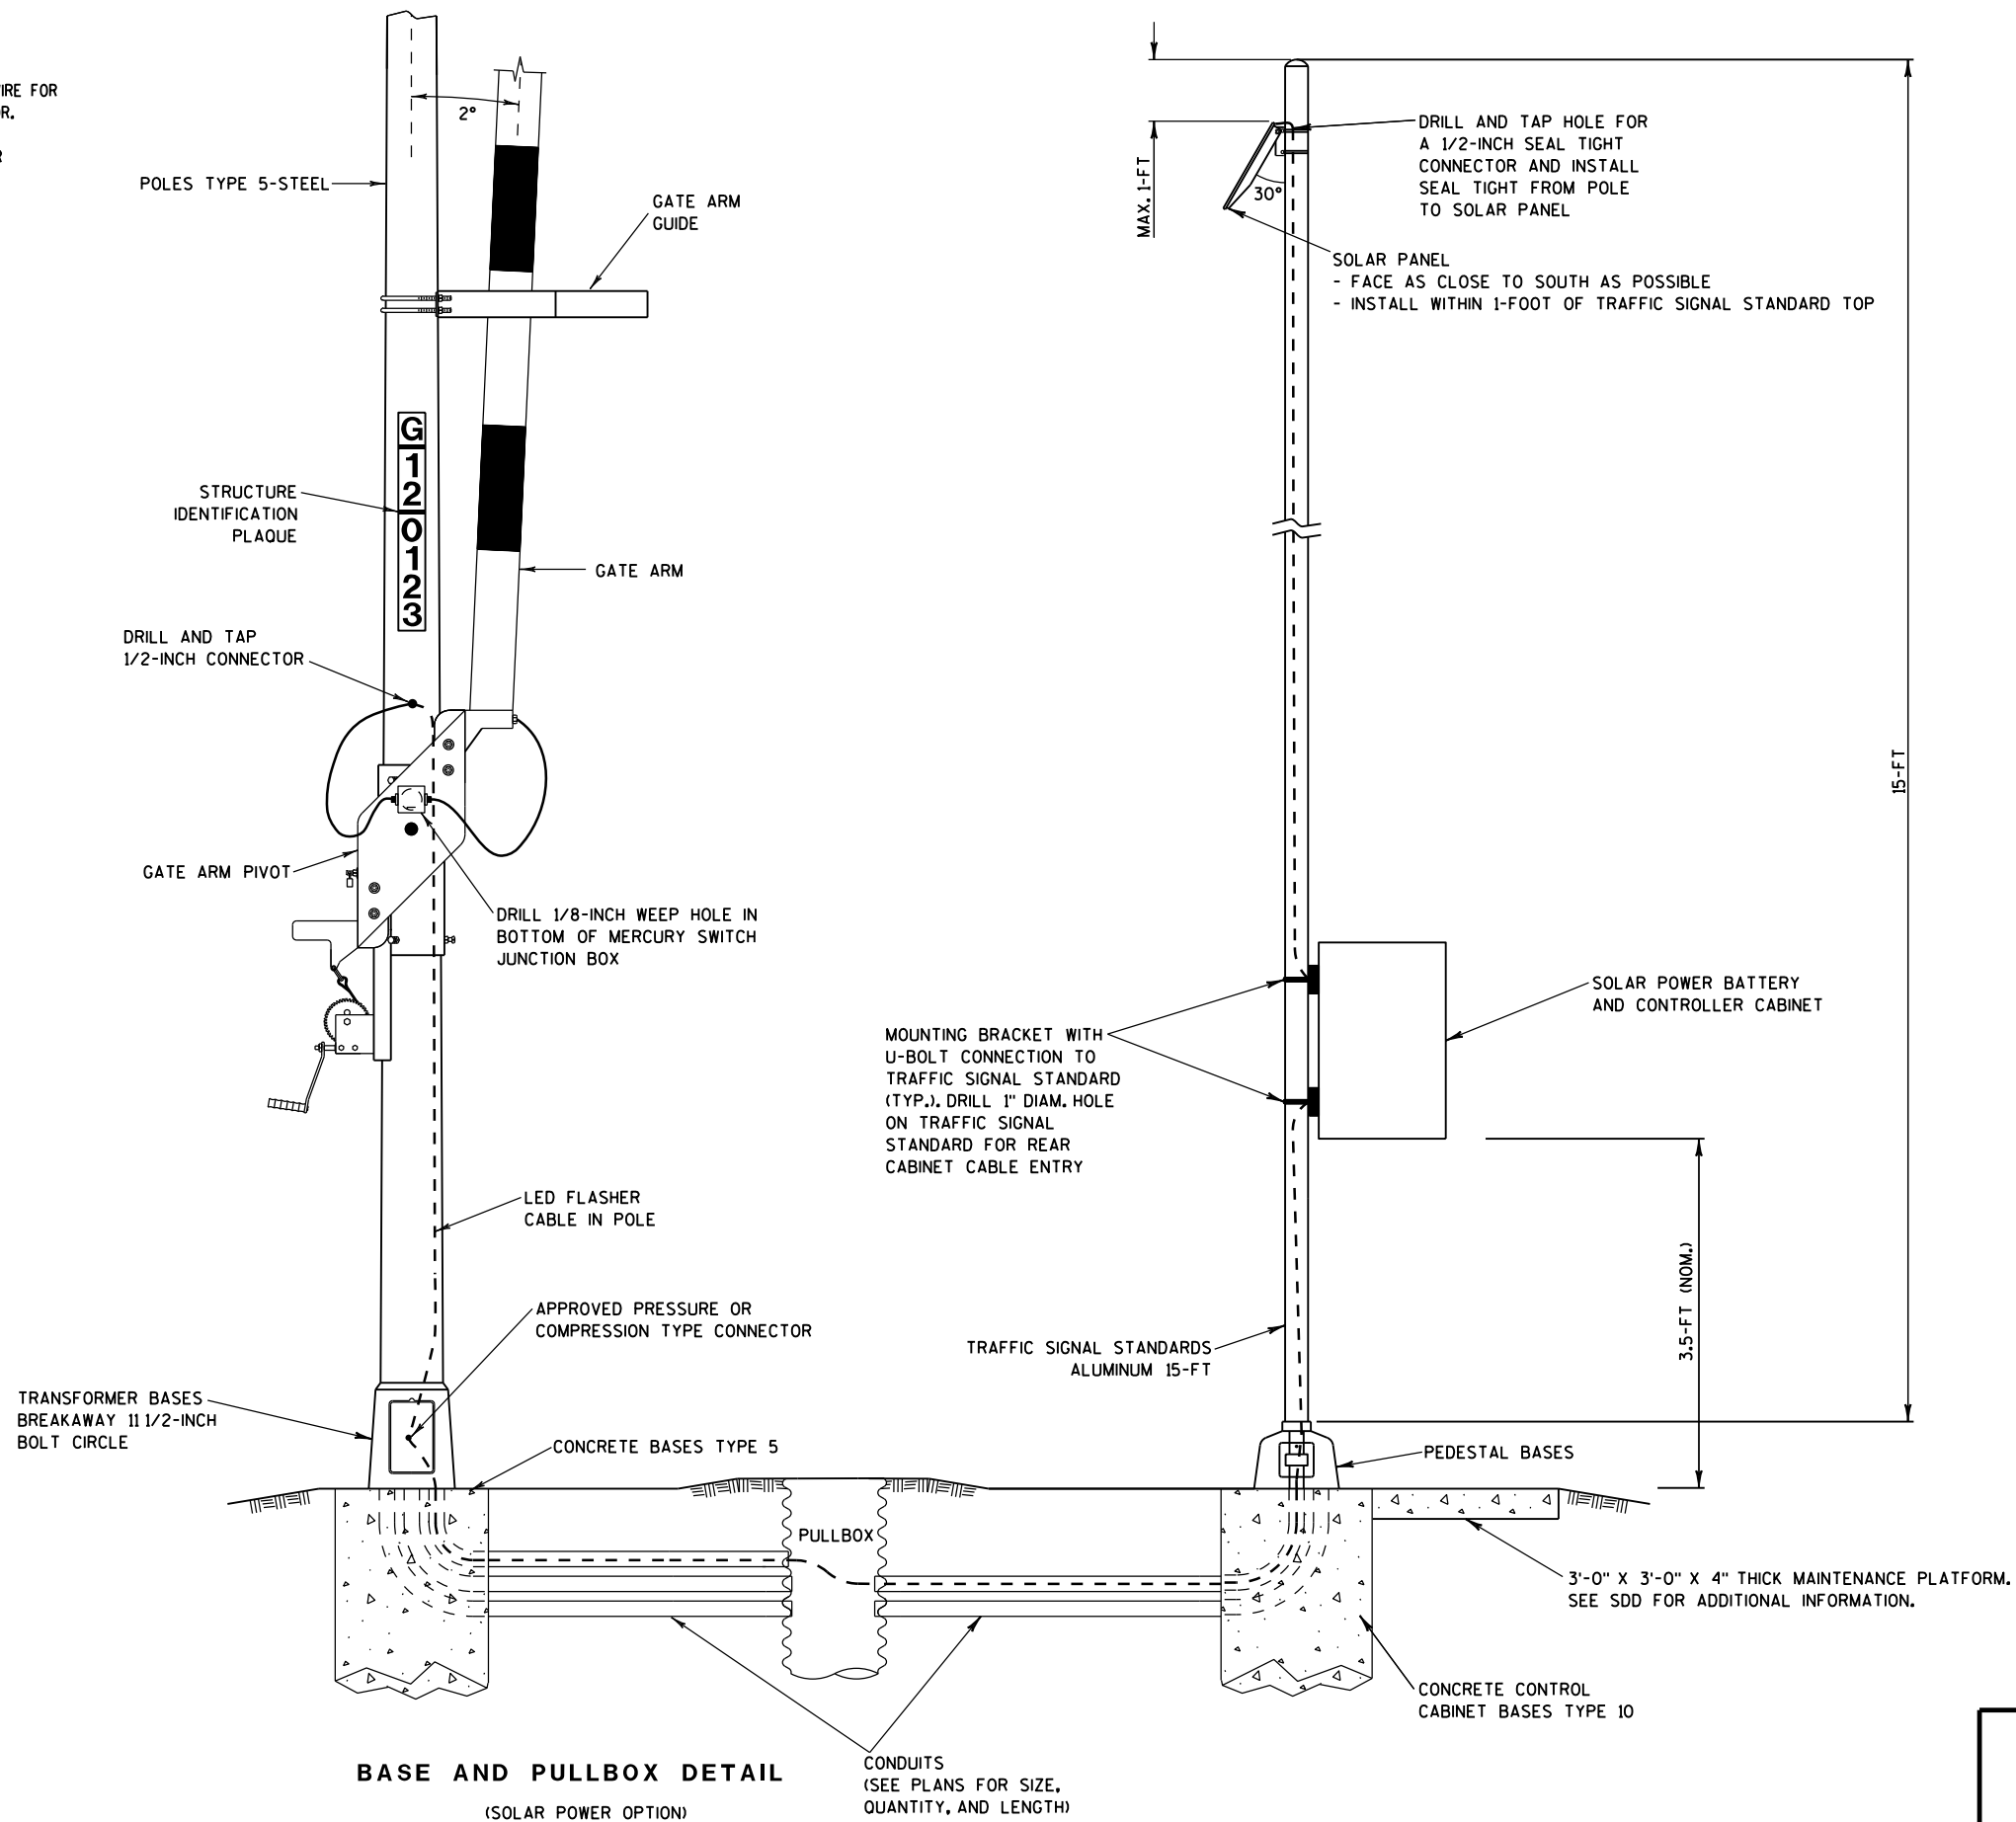 IRE FOR
OR.
R
POLES TYPE 5-STEEL
2°
GATE ARM
GUIDE
STRUCTURE
IDENTIFICATION
PLAQUE
G
1
2
0
1
2
3
GATE ARM
DRILL AND TAP
1/2-INCH CONNECTOR
GATE ARM PIVOT
DRILL 1/8-INCH WEEP HOLE IN
BOTTOM OF MERCURY SWITCH
JUNCTION BOX
LED FLASHER
CABLE IN POLE
APPROVED PRESSURE OR
COMPRESSION TYPE CONNECTOR
TRANSFORMER BASES
BREAKAWAY 11 1/2-INCH
BOLT CIRCLE
CONCRETE BASES TYPE 5
PULLBOX
MAX. 1-FT
30°
DRILL AND TAP HOLE FOR
A 1/2-INCH SEAL TIGHT
CONNECTOR AND INSTALL
SEAL TIGHT FROM POLE
TO SOLAR PANEL
SOLAR PANEL
- FACE AS CLOSE TO SOUTH AS POSSIBLE
- INSTALL WITHIN 1-FOOT OF TRAFFIC SIGNAL STANDARD TOP
15-FT
SOLAR POWER BATTERY
AND CONTROLLER CABINET
MOUNTING BRACKET WITH
U-BOLT CONNECTION TO
TRAFFIC SIGNAL STANDARD
(TYP.). DRILL 1" DIAM. HOLE
ON TRAFFIC SIGNAL
STANDARD FOR REAR
CABINET CABLE ENTRY
3.5-FT (NOM.)
TRAFFIC SIGNAL STANDARDS
ALUMINUM 15-FT
PEDESTAL BASES
3'-0" X 3'-0" X 4" THICK MAINTENANCE PLATFORM.
SEE SDD FOR ADDITIONAL INFORMATION.
CONCRETE CONTROL
CABINET BASES TYPE 10
CONDUITS
(SEE PLANS FOR SIZE,
QUANTITY, AND LENGTH)
BASE AND PULLBOX DETAIL
(SOLAR POWER OPTION)